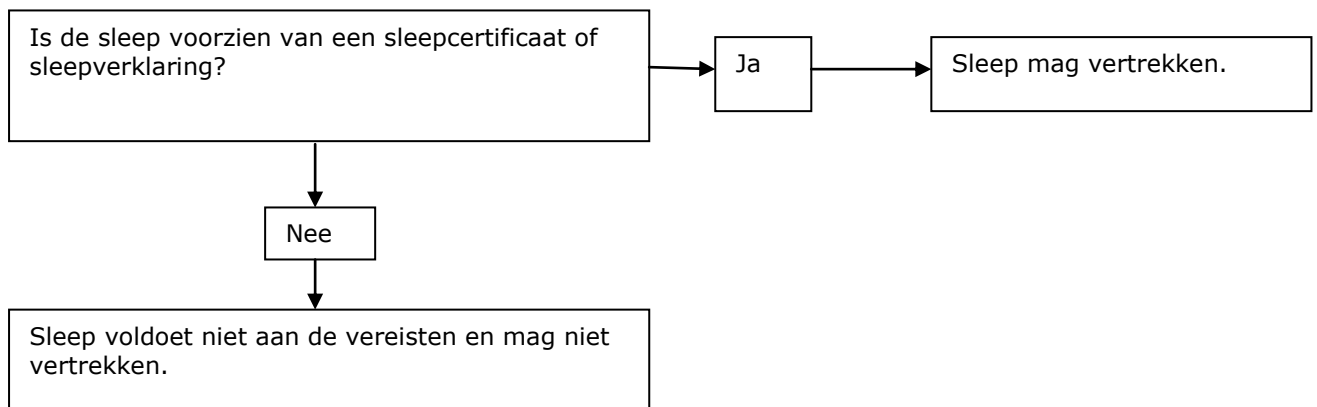 Is de sleep voorzien van een sleepcertificaat of
sleepverklaring?
Ja
Sleep mag vertrekken.
Nee
Sleep voldoet niet aan de vereisten en mag niet
vertrekken.